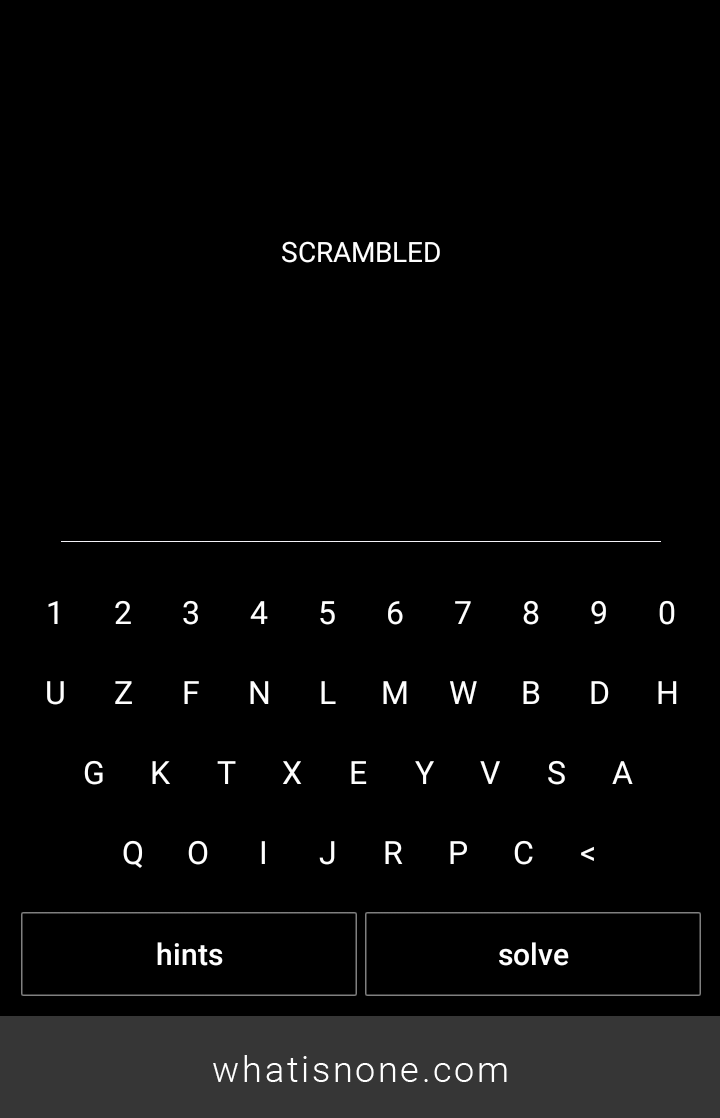 SCRAMBLED
1 2 3 4 5 6 7 8 9 0
U Z F N L M W B D H
G K T X E Y V S A
Q O I J R P C <
hints solve
whatisnone.com